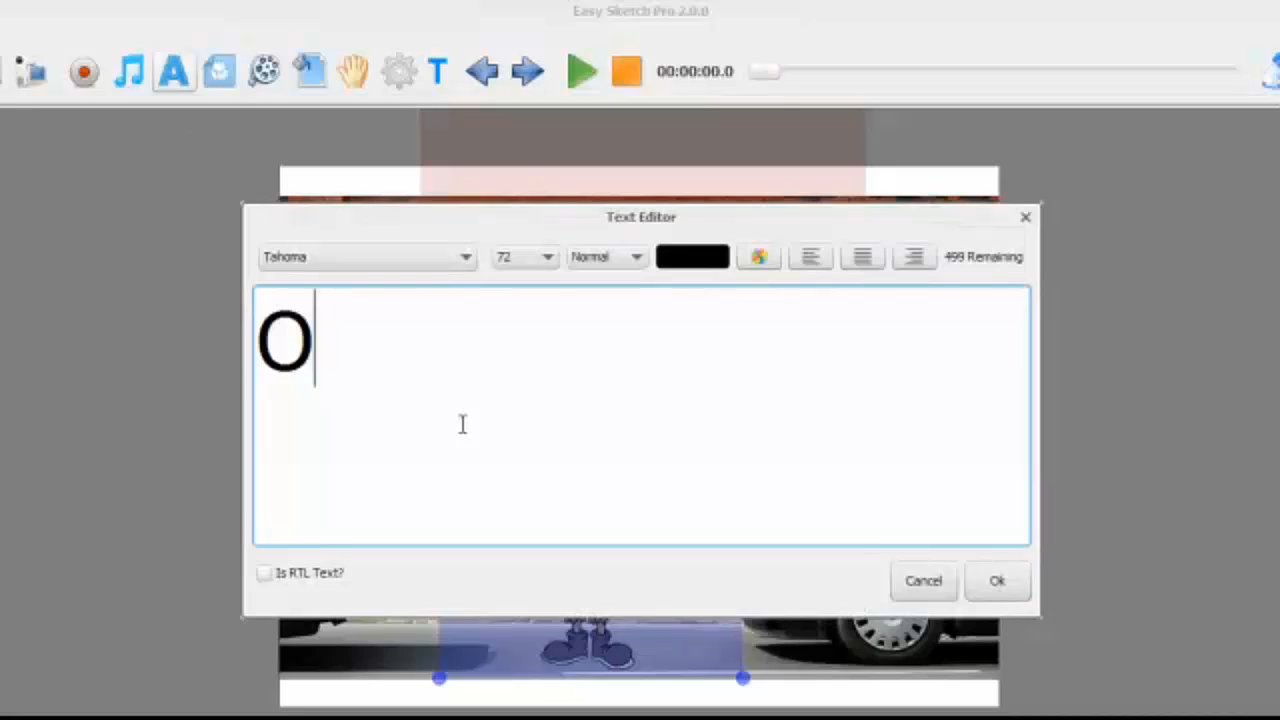 Easy Sketch Pro 2.0.0
A T 00:00:00.0
Text Editor
Tahoma 72 Normal 499 Remaining
O
Is RTL Text? Cancel Ok